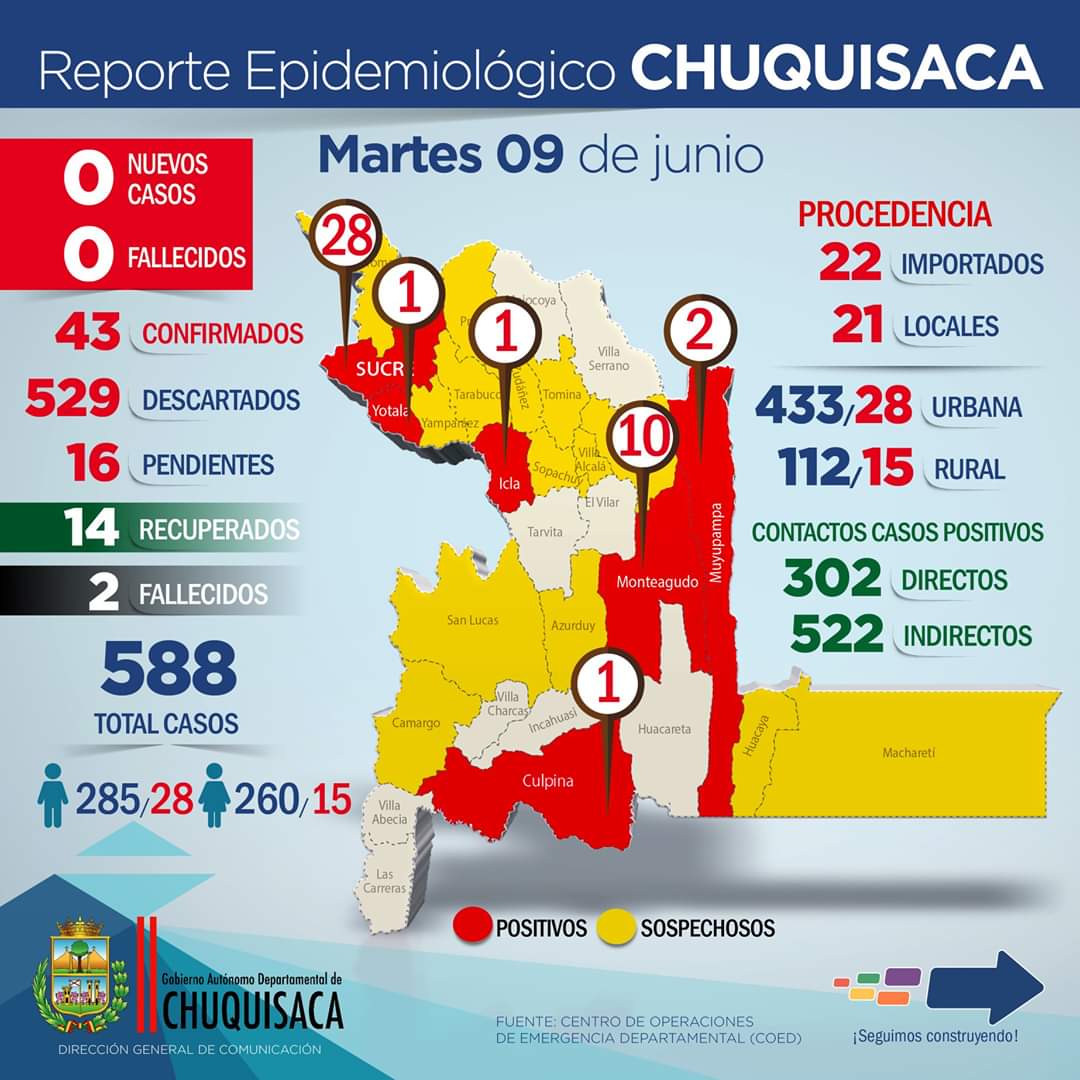 Reporte Epidemiológico CHUQUISACA
Martes 09 de junio
0 NUEVOS CASOS
0 FALLECIDOS
43 CONFIRMADOS
529 DESCARTADOS
16 PENDIENTES
14 RECUPERADOS
2 FALLECIDOS
588
TOTAL CASOS
285/28 260/15
PROCEDENCIA
22 IMPORTADOS
21 LOCALES
433/28 URBANA
112/15 RURAL
CONTACTOS CASOS POSITIVOS
302 DIRECTOS
522 INDIRECTOS
28
1
1
2
10
1
SUCR
Yotala
Yampa
Tarabuco
Icla
Tomina
Villa
Serrano
Villa
Alcalá
Sopachuy
El Vilar
Tarvita
Monteagudo
Muyupampa
San Lucas
Azurduy
Camargo
Villa
Charcas
Incahuasi
Huacareta
Huacaya
Machareti
Culpina
Villa
Abecia
Las
Carreras
POSITIVOS
SOSPECHOSOS
Gobierno Autónomo Departamental de
CHUQUISACA
DIRECCIÓN GENERAL DE COMUNICACIÓN
FUENTE: CENTRO DE OPERACIONES
DE EMERGENCIA DEPARTAMENTAL (COED)
¡Seguimos construyendo!